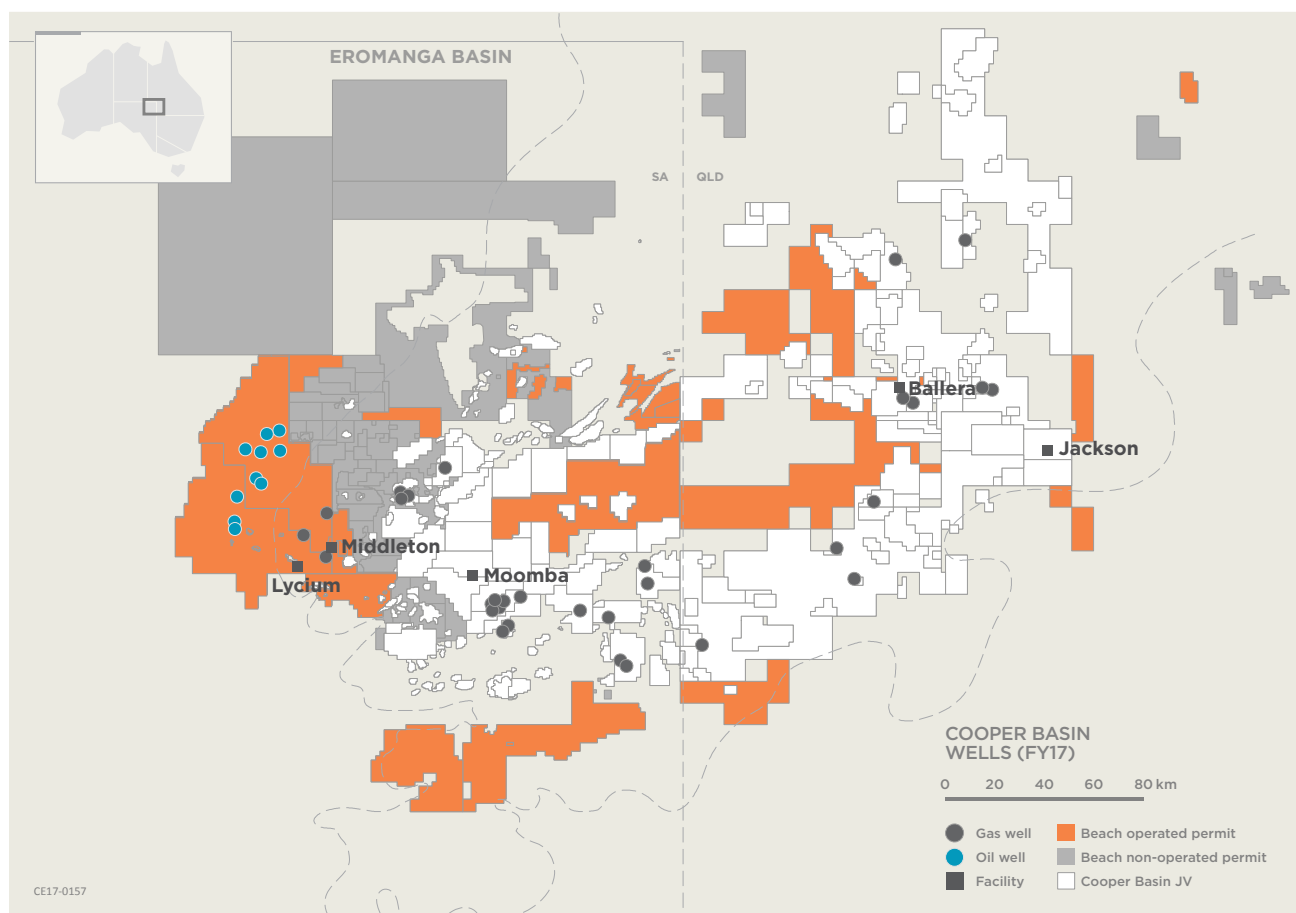 EROMANGA BASIN
SA QLD
Ballera
Jackson
Middleton
Moomba
Lycium
COOPER BASIN
WELLS (FY17)
0 20 40 60 80 km
Gas well
Beach operated permit
Oil well
Beach non-operated permit
Facility
Cooper Basin JV
CE17-0157